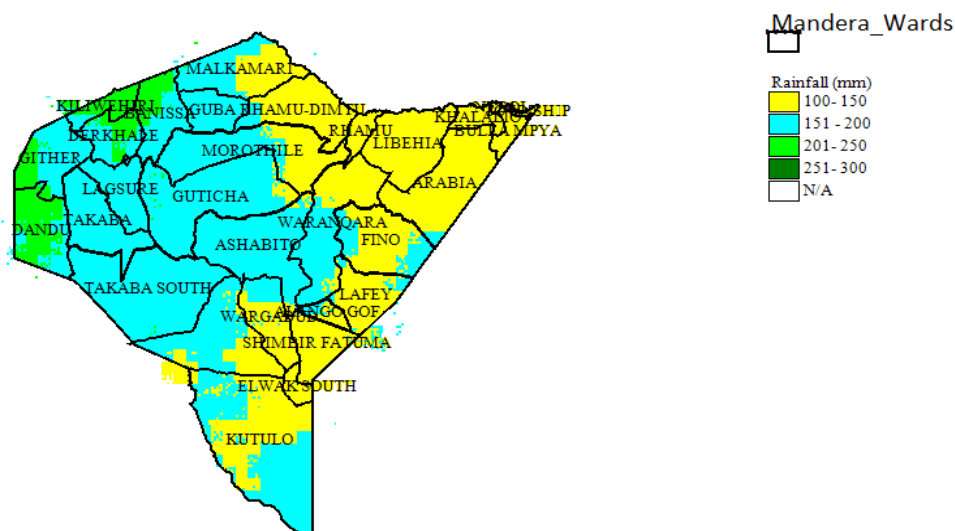 Mandera_Wards
Rainfall (mm)
100- 150
151 - 200
201 - 250
251- 300
N/A
MALKAMARI
KILIWEHIRI
BANISSA
GUBA
RHAMU-DIMTU
DERKHALE
RHAMU
KHALALIO
BULLA MPYA
LIBEHIA
GITHER
MOROTHILE
LAGSURE
GUTICHA
ARABIA
TAKABA
DANDU
WARANQARA
ASHABITO
FINO
TAKABA SOUTH
LAFEY
WARGADUD
ALANGO GOF
SHIMBIR FATUMA
ELWAK SOUTH
KUTULO